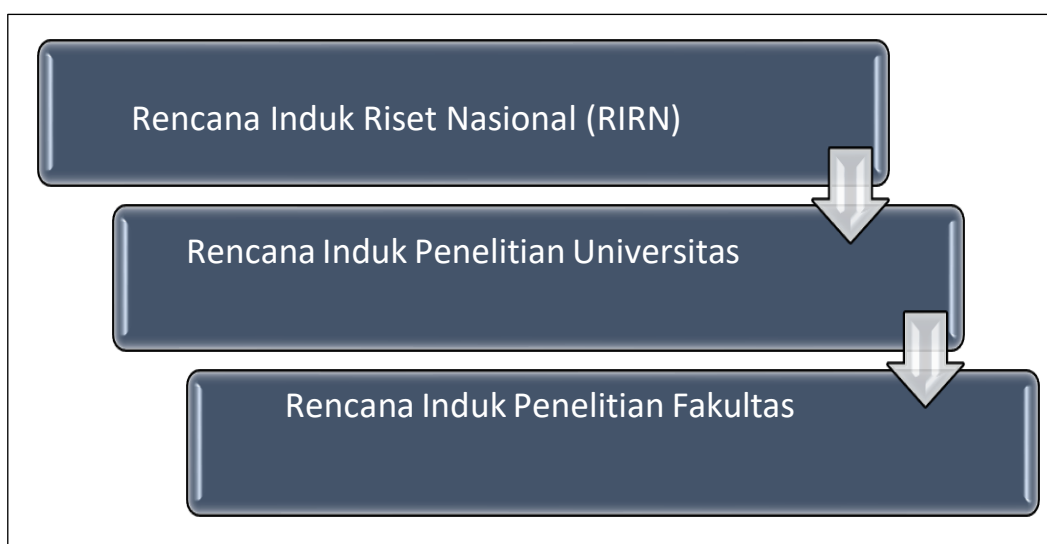 Rencana Induk Riset Nasional (RIRN)
Rencana Induk Penelitian Universitas
Rencana Induk Penelitian Fakultas